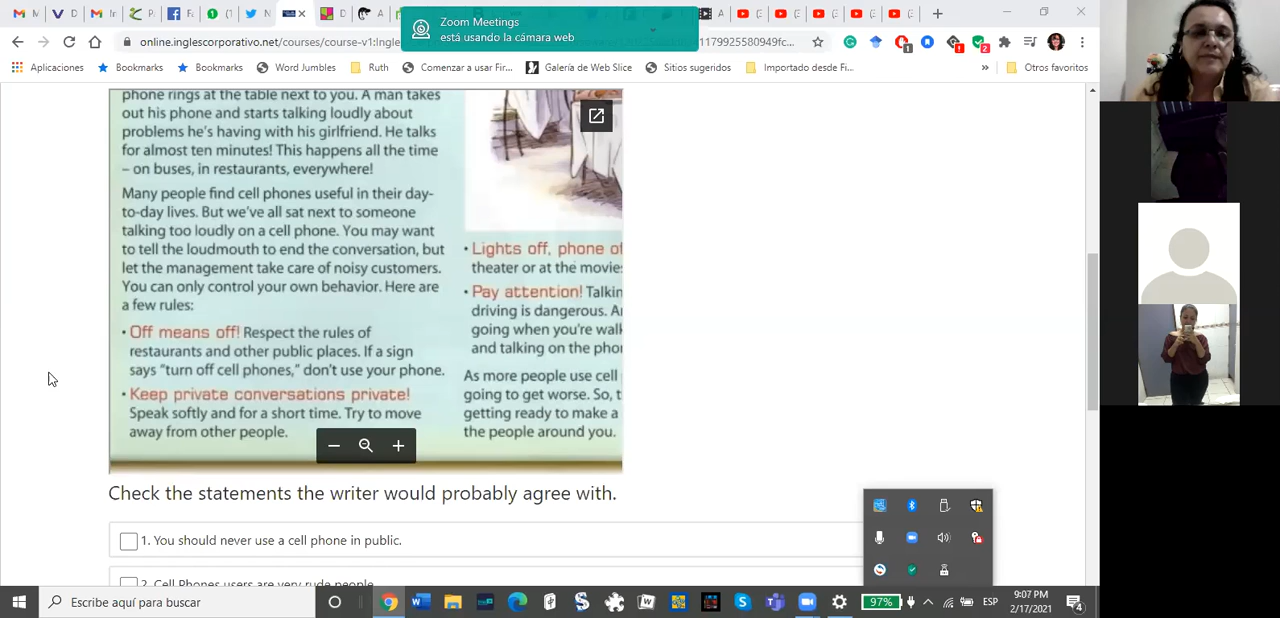 Zoom Meetings
está usando la cámara web
online.inglescorporativo.net/courses/course-v1:Ingle
1179925580949fc...
Aplicaciones
Bookmarks
Bookmarks
Word Jumbles
Ruth
Comenzar a usar Fir...
Galería de Web Slice
Sitios sugeridos
Importado desde Fi...
»
Otros favoritos
phone rings at the table next to you. A man takes
out his phone and starts talking loudly about
problems he's having with his girlfriend. He talks
for almost ten minutes! This happens all the time
– on buses, in restaurants, everywhere!
Many people find cell phones useful in their day-
to-day lives. But we've all sat next to someone
talking too loudly on a cell phone. You may want
to tell the loudmouth to end the conversation, but
let the management take care of noisy customers.
You can only control your own behavior. Here are
a few rules:
• Off means off! Respect the rules of
restaurants and other public places. If a sign
says "turn off cell phones," don't use your phone.
• Keep private conversations private!
Speak softly and for a short time. Try to move
away from other people.
• Lights off, phone of
theater or at the movie
• Pay attention! Talkin
driving is dangerous. A
going when you're wal
and talking on the pho
As more people use cell
going to get worse. So, t
getting ready to make a
the people around you.
Check the statements the writer would probably agree with.
1. You should never use a cell phone in public.
2. Cell Phones users are very rude people
Escribe aquí para buscar
97%
ESP
9:07 PM
2/17/2021
4